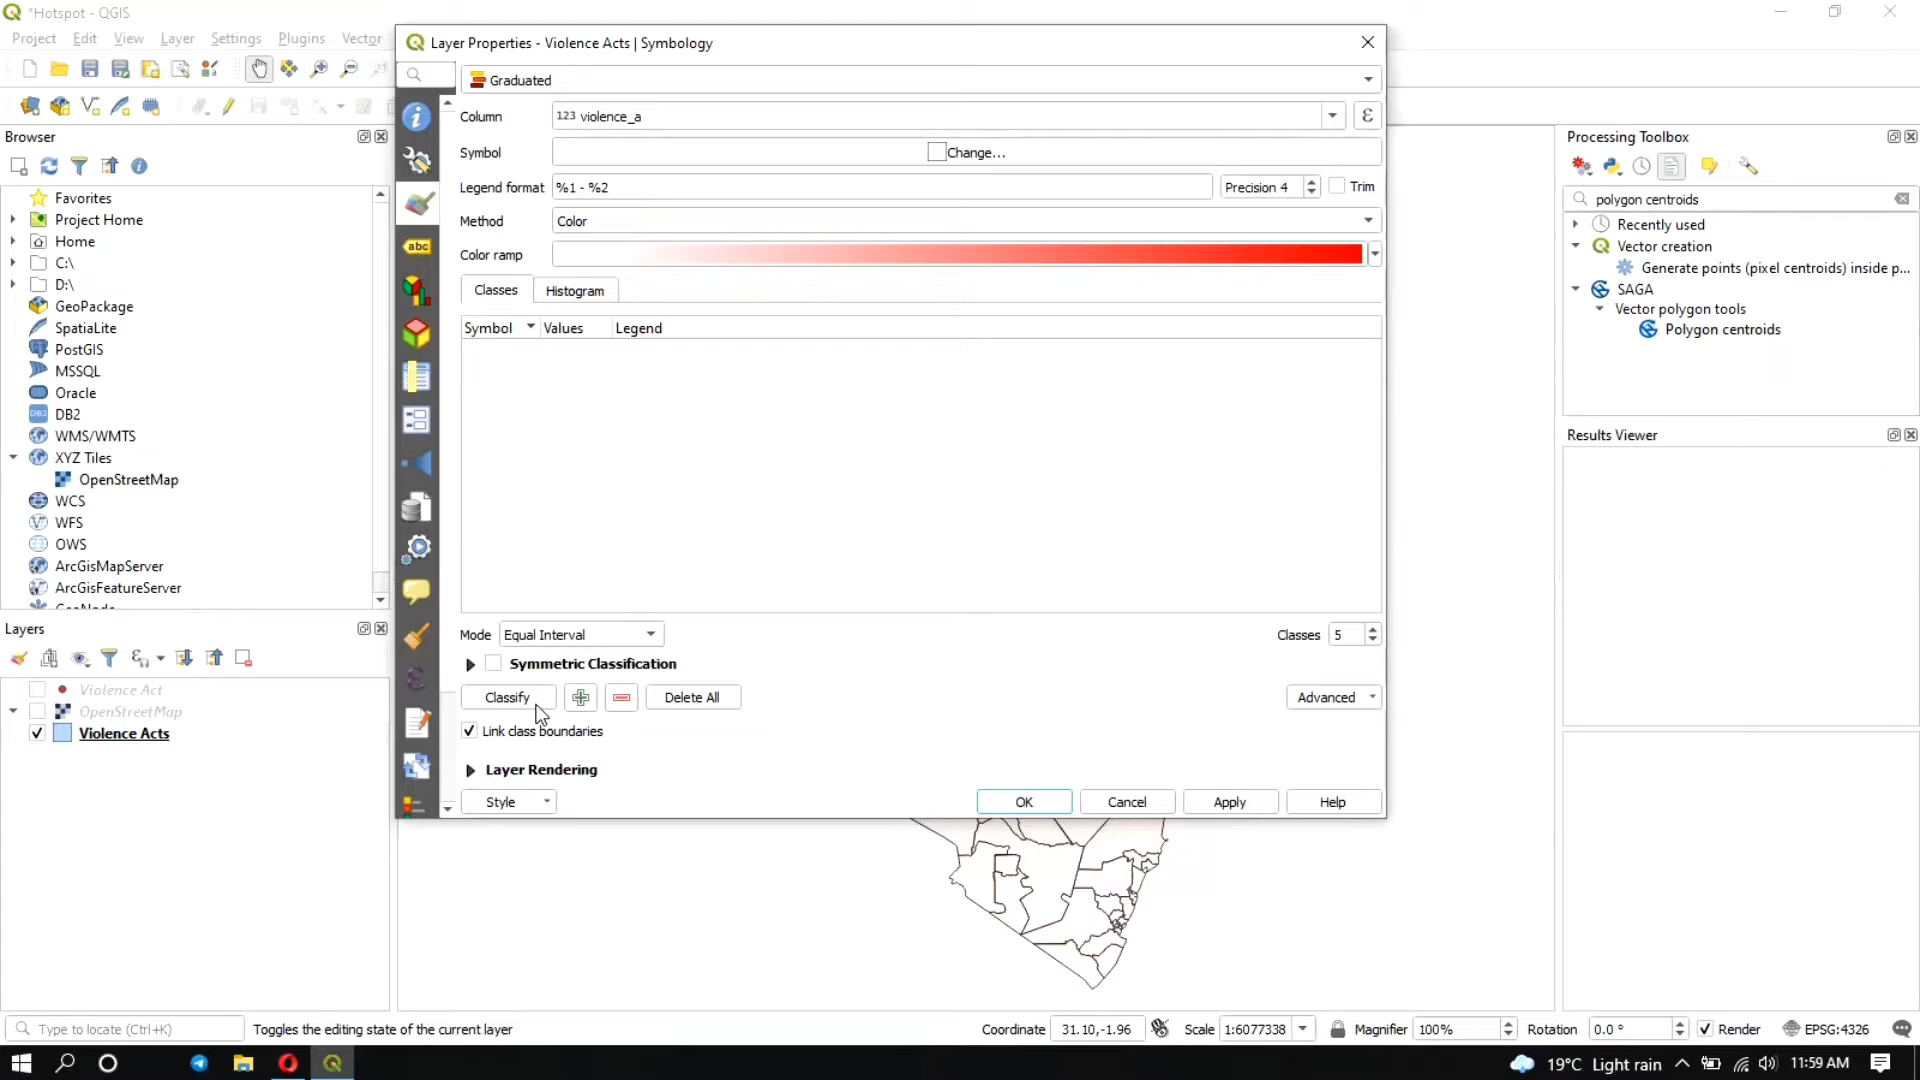 *Hotspot - QGIS
Project Edit View Layer Settings Plugins Vector
Layer Properties - Violence Acts | Symbology
Graduated
Column 123 violence_a ε
Symbol Change...
Legend format %1 - %2 Precision 4 Trim
Method Color
Color ramp
Classes Histogram
Symbol Values Legend
Mode Equal Interval Classes 5
Symmetric Classification
Classify Delete All Advanced
Link class boundaries
Layer Rendering
Style OK Cancel Apply Help
abc
Browser
Favorites
Project Home
Home
C:\
D:\
GeoPackage
SpatiaLite
PostGIS
MSSQL
Oracle
DB2 DB2
WMS/WMTS
XYZ Tiles
OpenStreetMap
WCS
WFS
OWS
ArcGisMapServer
ArcGisFeatureServer
GeoNode
Layers
Violence Act
OpenStreetMap
Violence Acts
Processing Toolbox
polygon centroids
Recently used
Vector creation
Generate points (pixel centroids) inside p...
SAGA
Vector polygon tools
Polygon centroids
Results Viewer
Type to locate (Ctrl+K) Toggles the editing state of the current layer Coordinate 31.10,-1.96 Scale 1:6077338 Magnifier 100% Rotation 0.0 ° Render EPSG:4326
19°C Light rain 11:59 AM